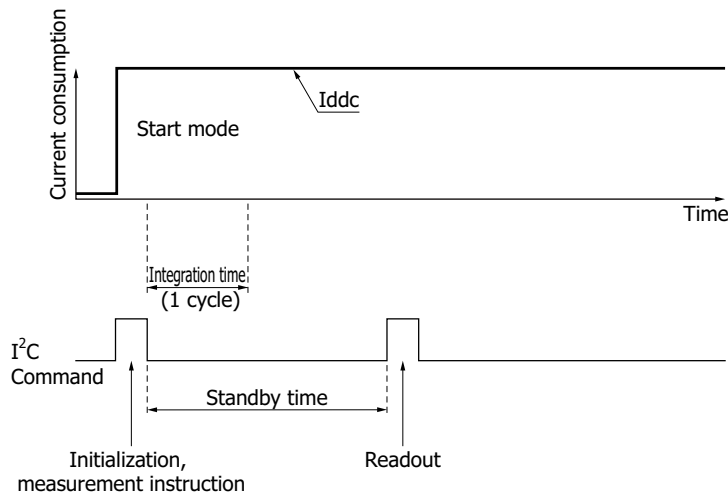 Current consumption
Iddc
Start mode
Time
Integration time
(1 cycle)
I²C
Command
Standby time
Initialization,
measurement instruction
Readout